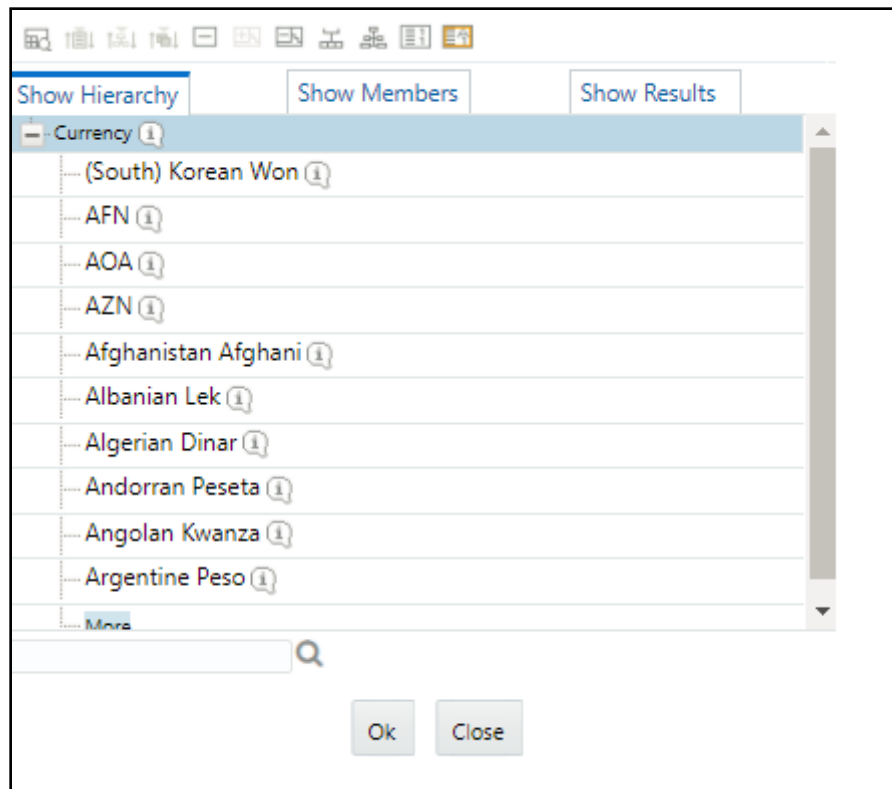 Show Hierarchy Show Members Show Results
Currency
(South) Korean Won
AFN
AOA
AZN
Afghanistan Afghani
Albanian Lek
Algerian Dinar
Andorran Peseta
Angolan Kwanza
Argentine Peso
More
Ok Close